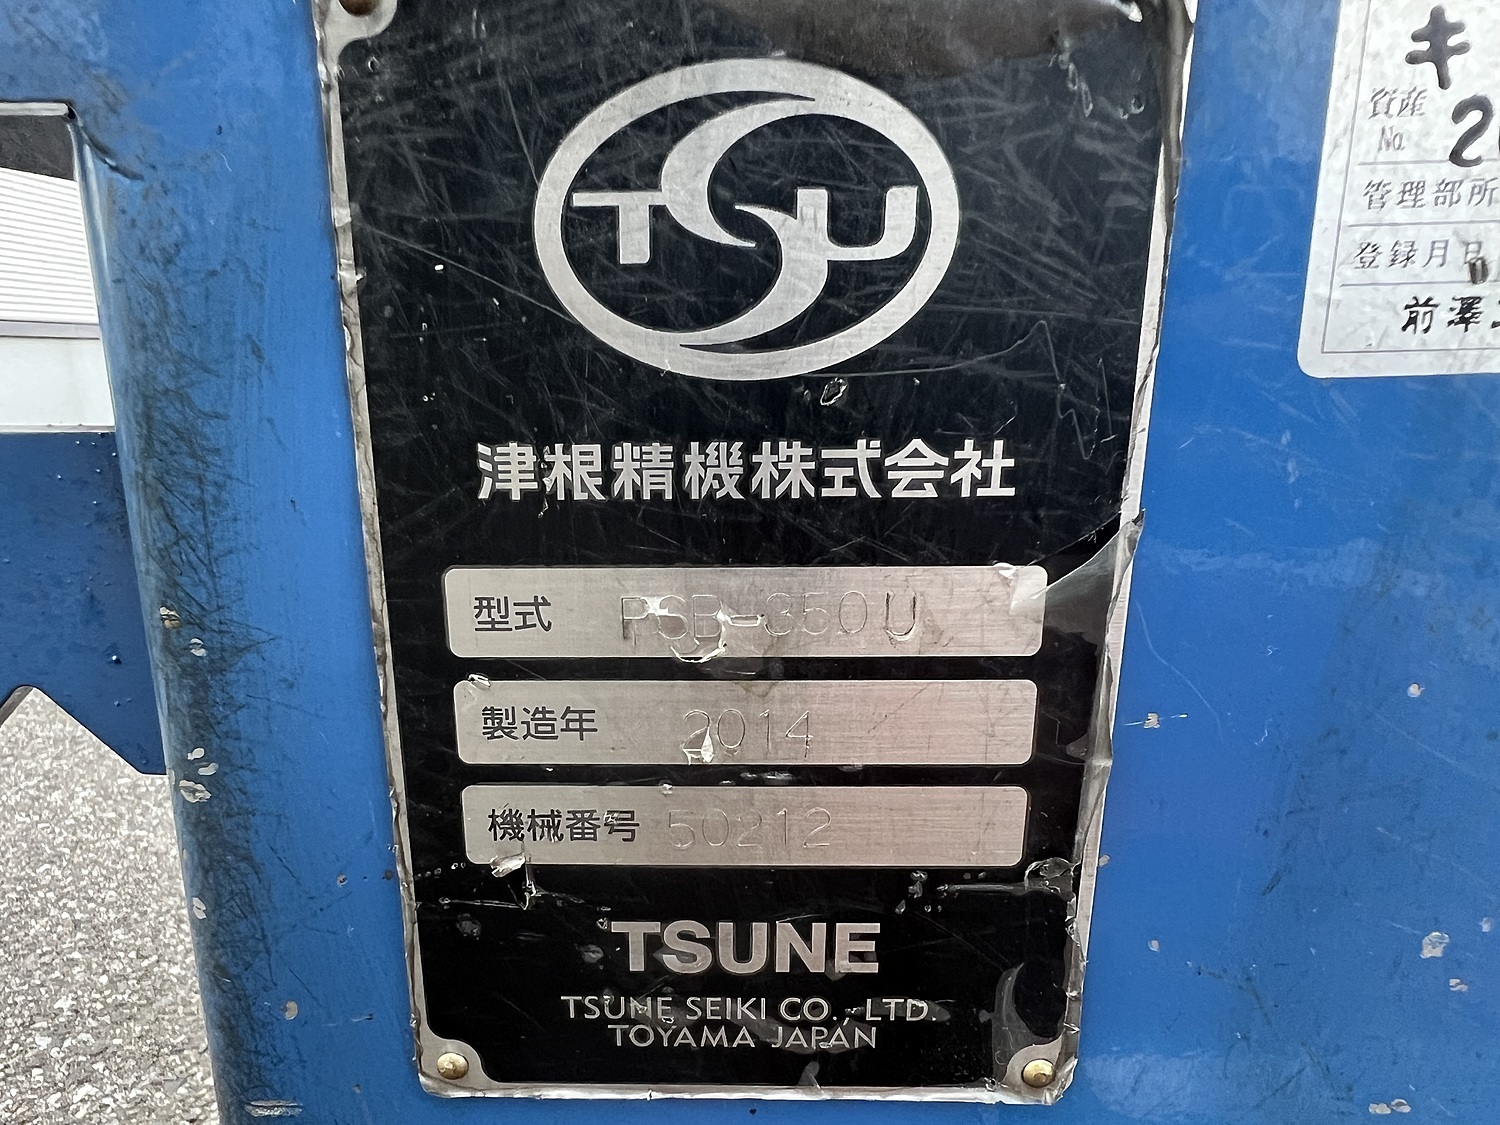 TSU
津根精機株式会社
型式 PSB-350U
製造年 2014
機械番号 50212
TSUNE
TSUNE SEIKI CO., LTD.
TOYAMA JAPAN
キ
資産
No. 2
管理部所
登録月日
前澤